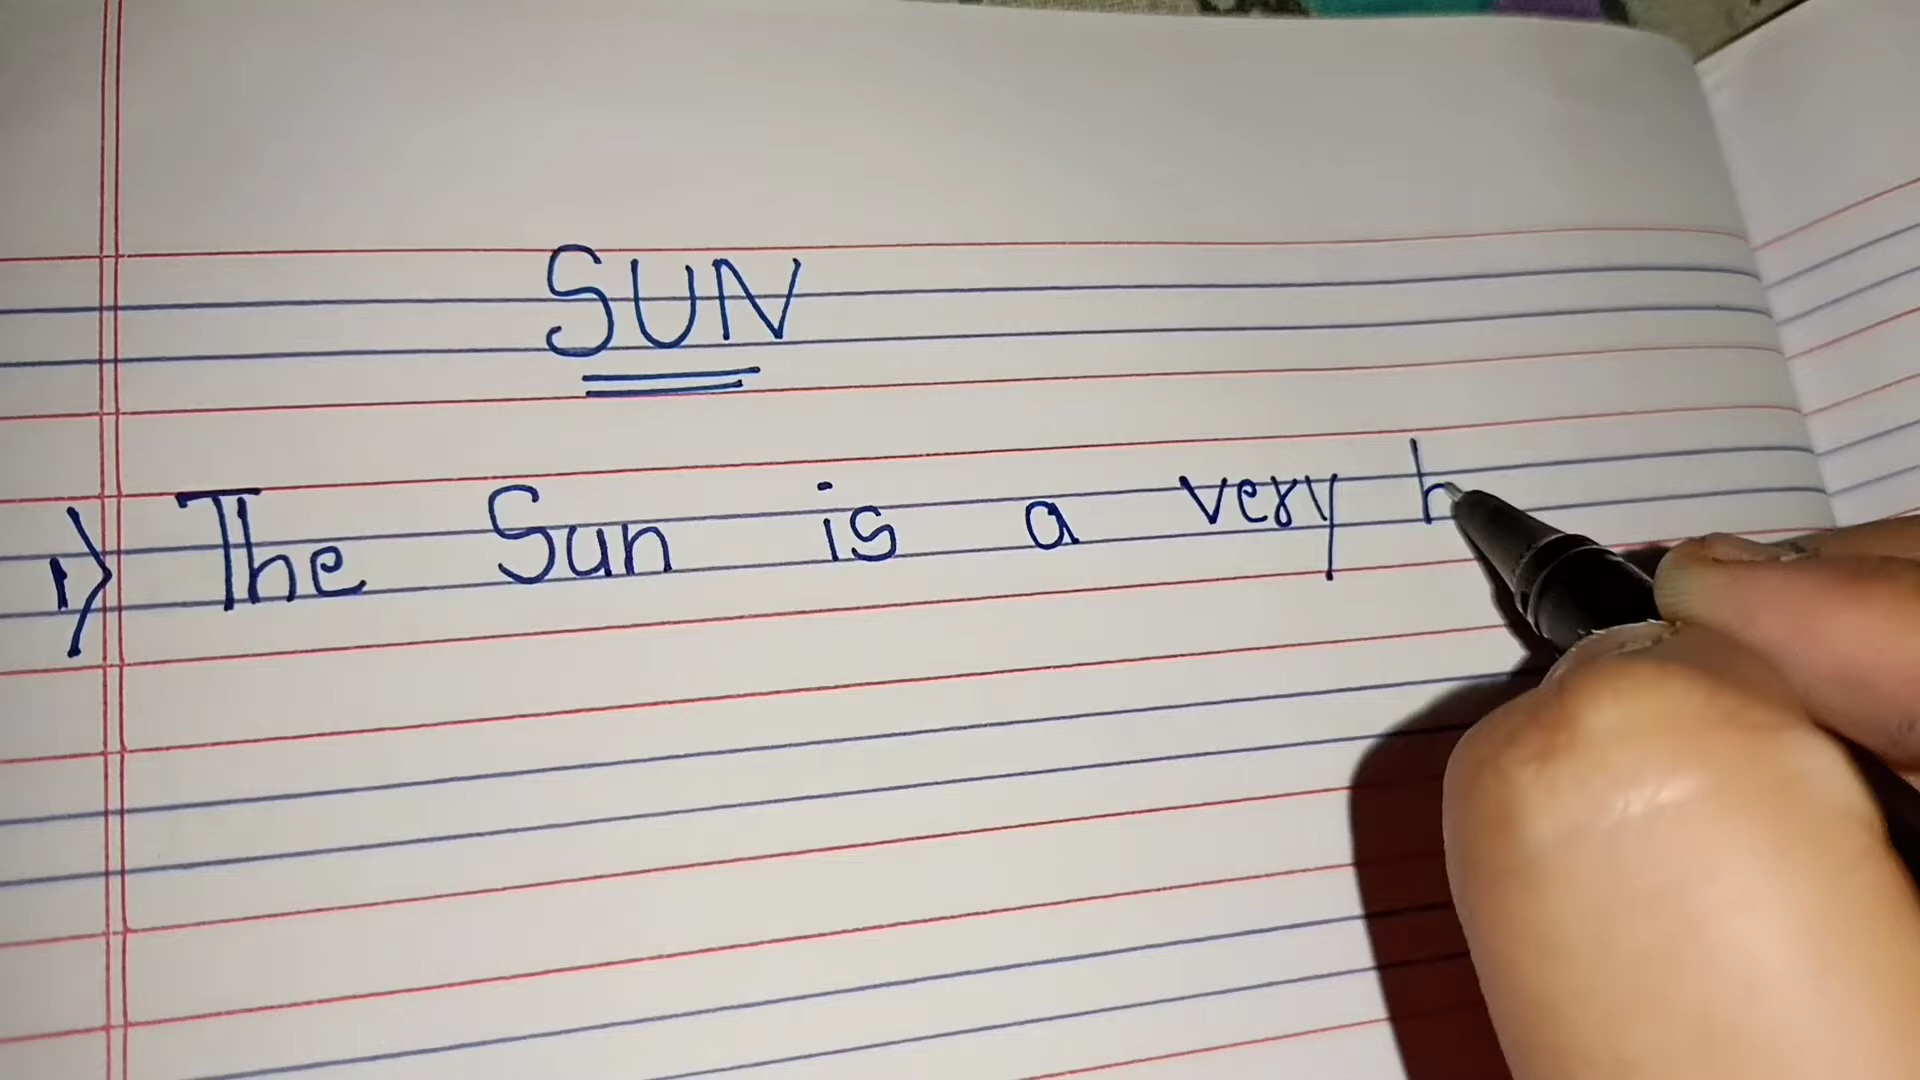 SUN
1) The Sun is a very